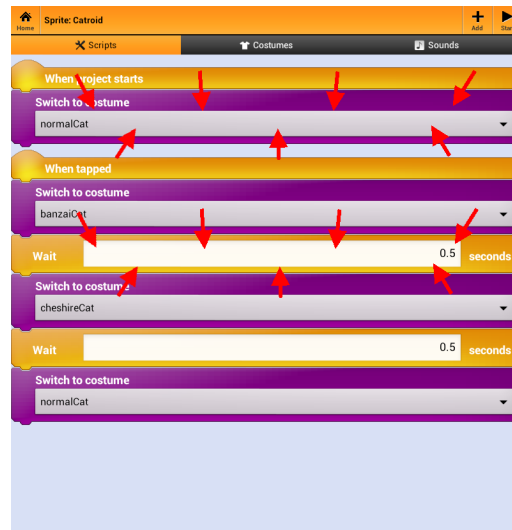 Sprite: Catroid
Home
Add
Star
Scripts
Costumes
Sounds
When project starts
Switch to costume
normalCat
When tapped
Switch to costume
banzaiCat
Wait 0.5 seconds
Switch to costume
cheshireCat
Wait 0.5 seconds
Switch to costume
normalCat